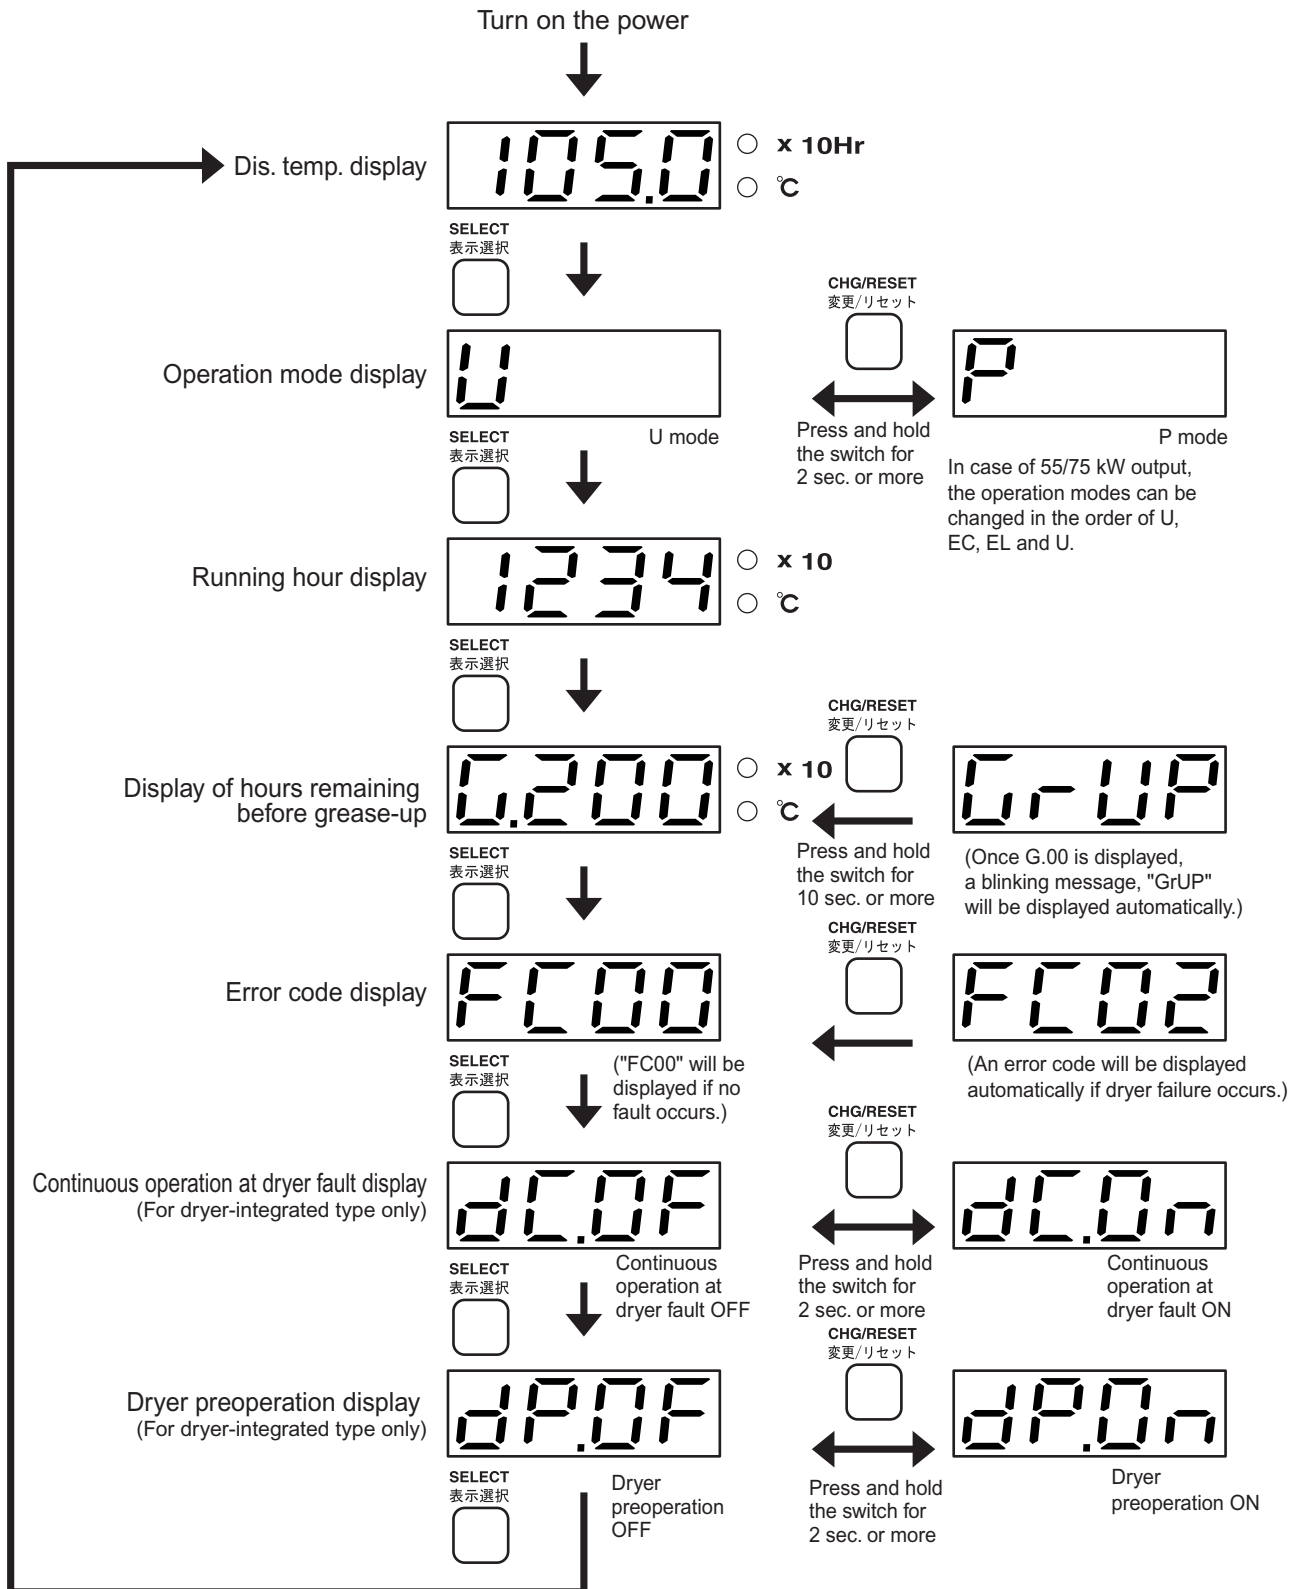 Turn on the power
Dis. temp. display
105.0
x 10Hr
℃
SELECT
表示選択
CHG/RESET
変更/リセット
Operation mode display
U
P
U mode
Press and hold
the switch for
2 sec. or more
P mode
In case of 55/75 kW output,
the operation modes can be
changed in the order of U,
EC, EL and U.
SELECT
表示選択
Running hour display
1234
x 10
℃
SELECT
表示選択
CHG/RESET
変更/リセット
Display of hours remaining
before grease-up
G.200
x 10
℃
GrUP
Press and hold
the switch for
10 sec. or more
(Once G.00 is displayed,
a blinking message, "GrUP"
will be displayed automatically.)
SELECT
表示選択
CHG/RESET
変更/リセット
Error code display
FC00
FC02
("FC00" will be
displayed if no
fault occurs.)
(An error code will be displayed
automatically if dryer failure occurs.)
SELECT
表示選択
CHG/RESET
変更/リセット
Continuous operation at dryer fault display
(For dryer-integrated type only)
dC.0F
dC.0n
Continuous
operation at
dryer fault OFF
Press and hold
the switch for
2 sec. or more
Continuous
operation at
dryer fault ON
SELECT
表示選択
CHG/RESET
変更/リセット
Dryer preoperation display
(For dryer-integrated type only)
dP.0F
dP.0n
SELECT
表示選択
Dryer
preoperation
OFF
Press and hold
the switch for
2 sec. or more
Dryer
preoperation ON